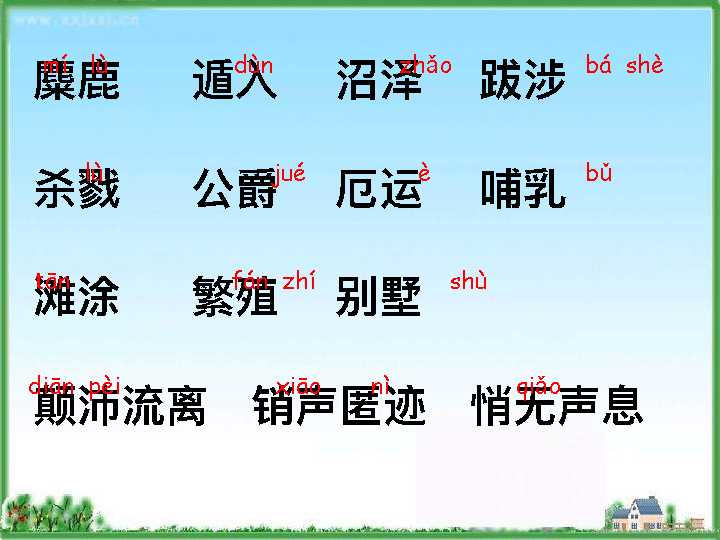 www.xxjxsj.cn
mí lù dùn zhǎo bá shè
麋鹿 遁入 沼泽 跋涉
lù jué è bǔ
杀戮 公爵 厄运 哺乳
tān fán zhí shù
滩涂 繁殖 别墅
diān pèi xiāo nì qiǎo
颠沛流离 销声匿迹 悄无声息